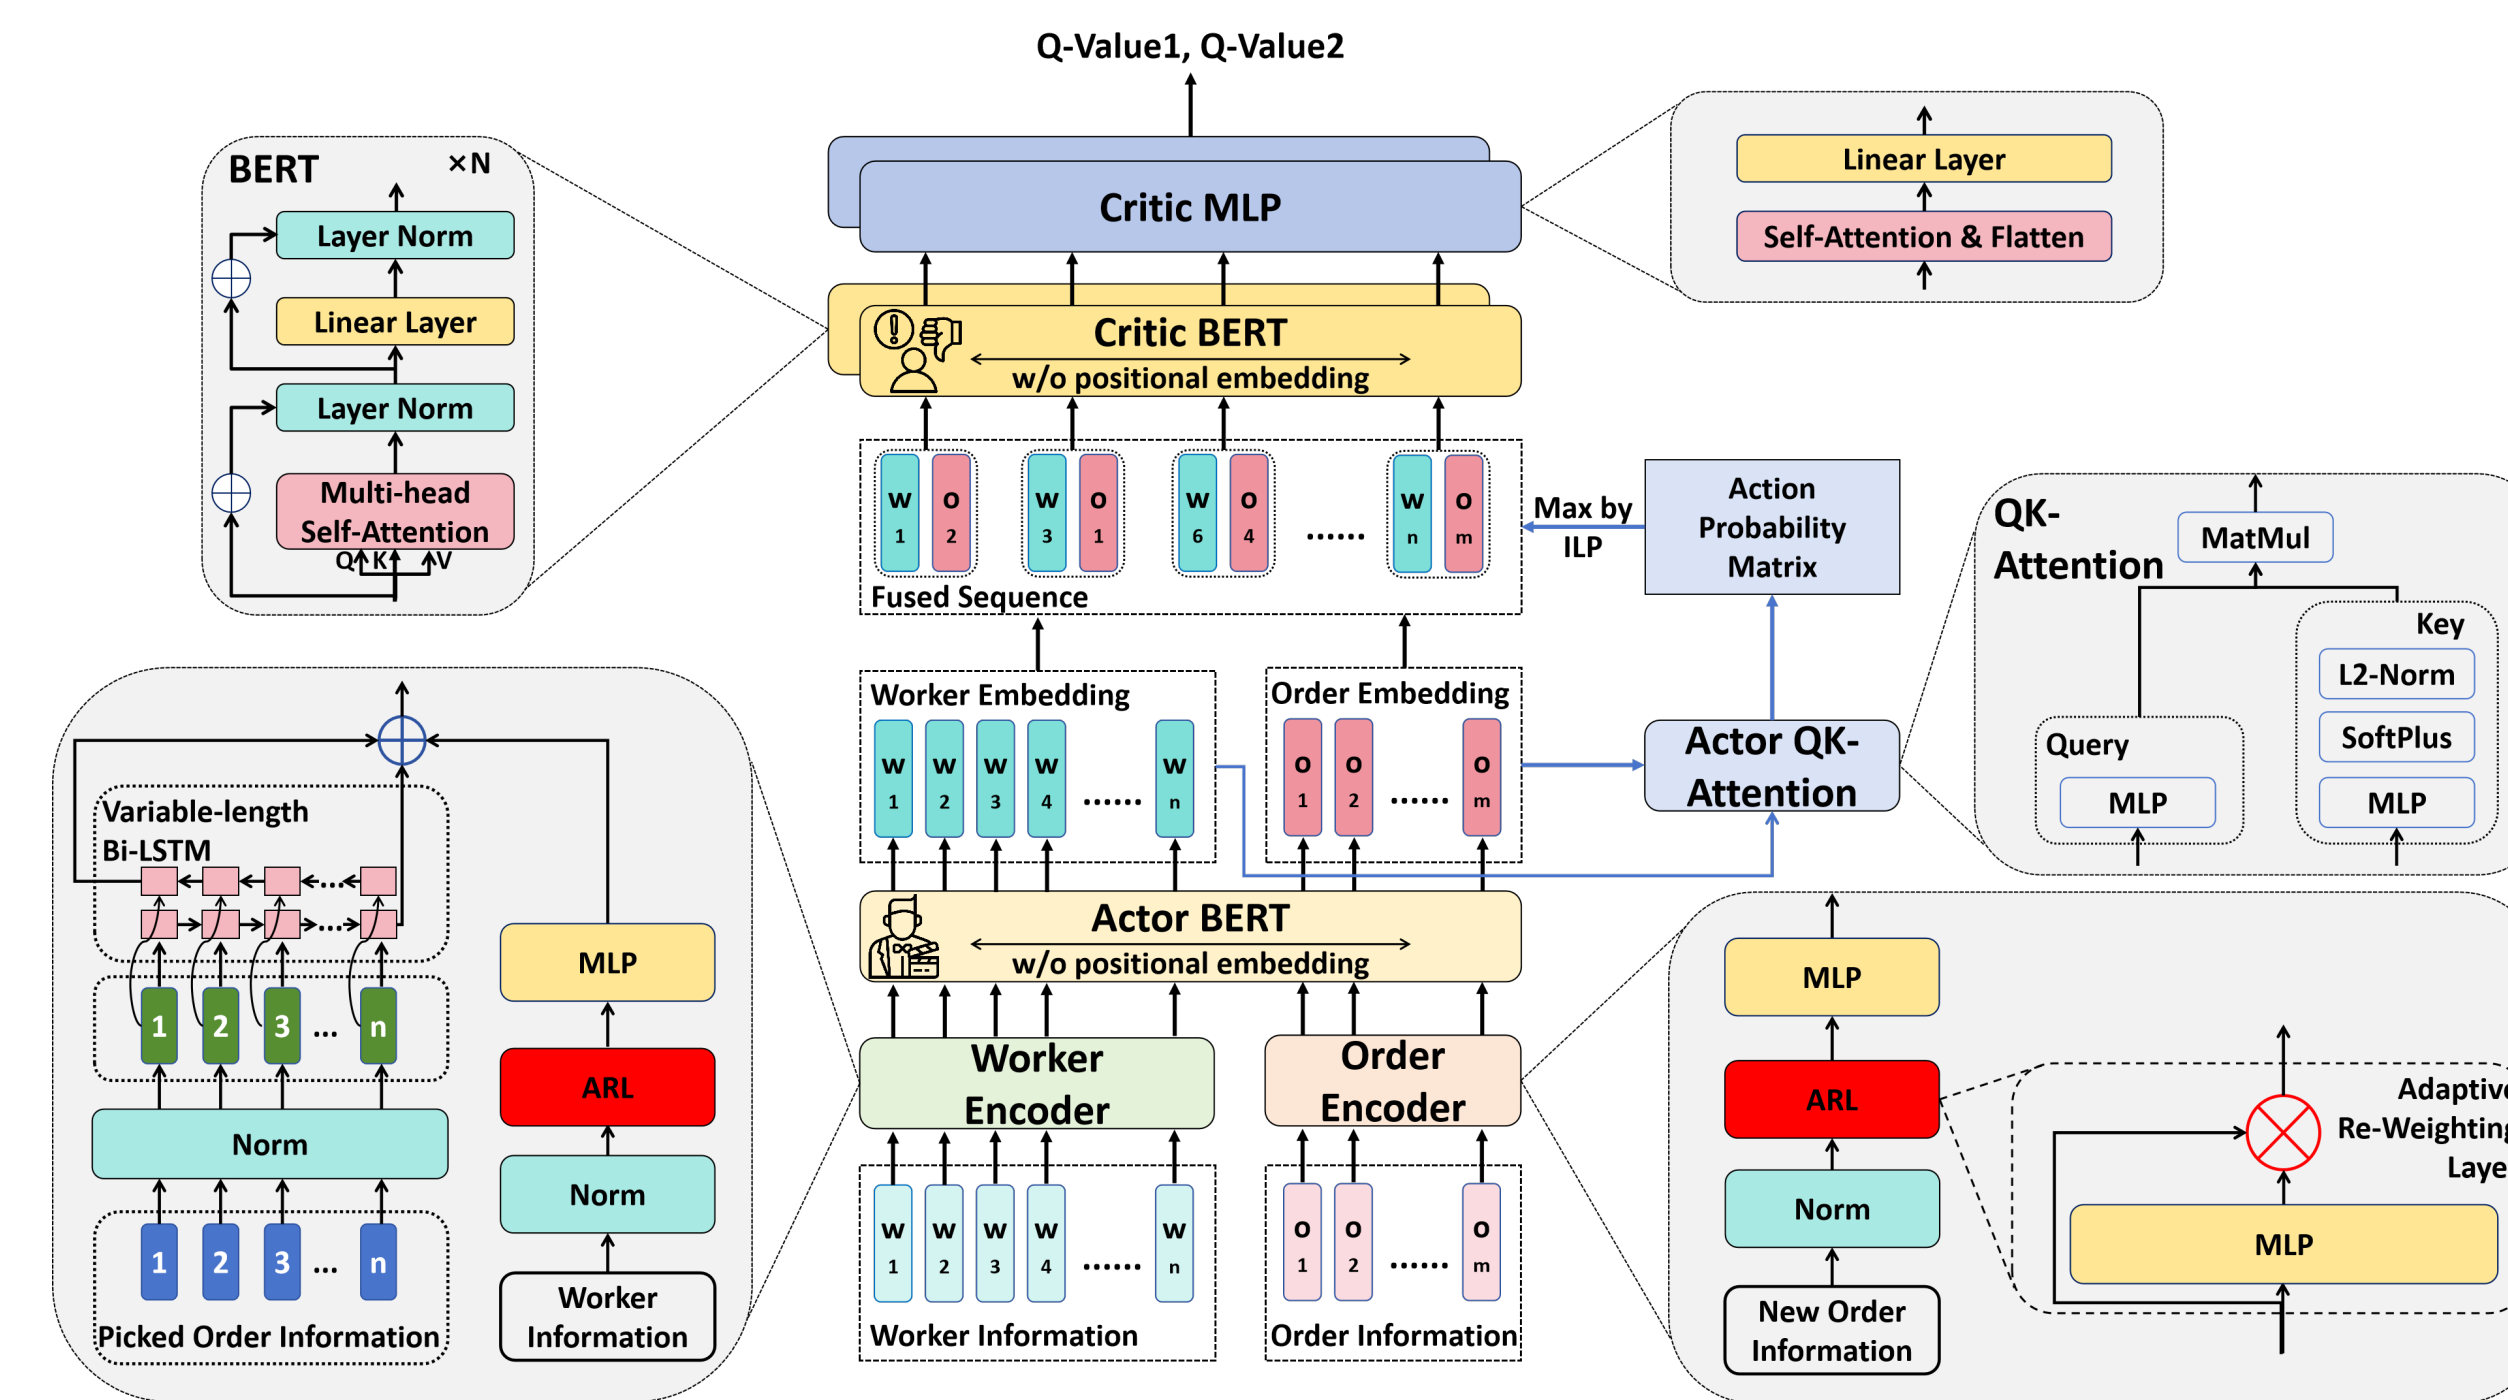 Q-Value1, Q-Value2
BERT
×N
Layer Norm
Linear Layer
Layer Norm
Multi-head
Self-Attention
Q K V
Critic MLP
Linear Layer
Self-Attention & Flatten
Critic BERT
w/o positional embedding
w w w w
o o o o
1 2 3 1 6 4 ...... n m
Fused Sequence
Max by
ILP
Action
Probability
Matrix
QK-
Attention
MatMul
Key
L2-Norm
SoftPlus
MLP
Query
MLP
Worker Embedding
w w w w w
1 2 3 4 ...... n
Order Embedding
o o o
1 2 ...... m
Actor QK-
Attention
Actor BERT
w/o positional embedding
Worker
Encoder
Order
Encoder
w w w w w
1 2 3 4 ...... n
Worker Information
o o o
1 2 ...... m
Order Information
Variable-length
Bi-LSTM
... 
...
1 2 3 ... n
Norm
1 2 3 ... n
Picked Order Information
MLP
ARL
Norm
Worker
Information
MLP
ARL
Norm
New Order
Information
Adaptive
Re-Weighting
Laye
MLP